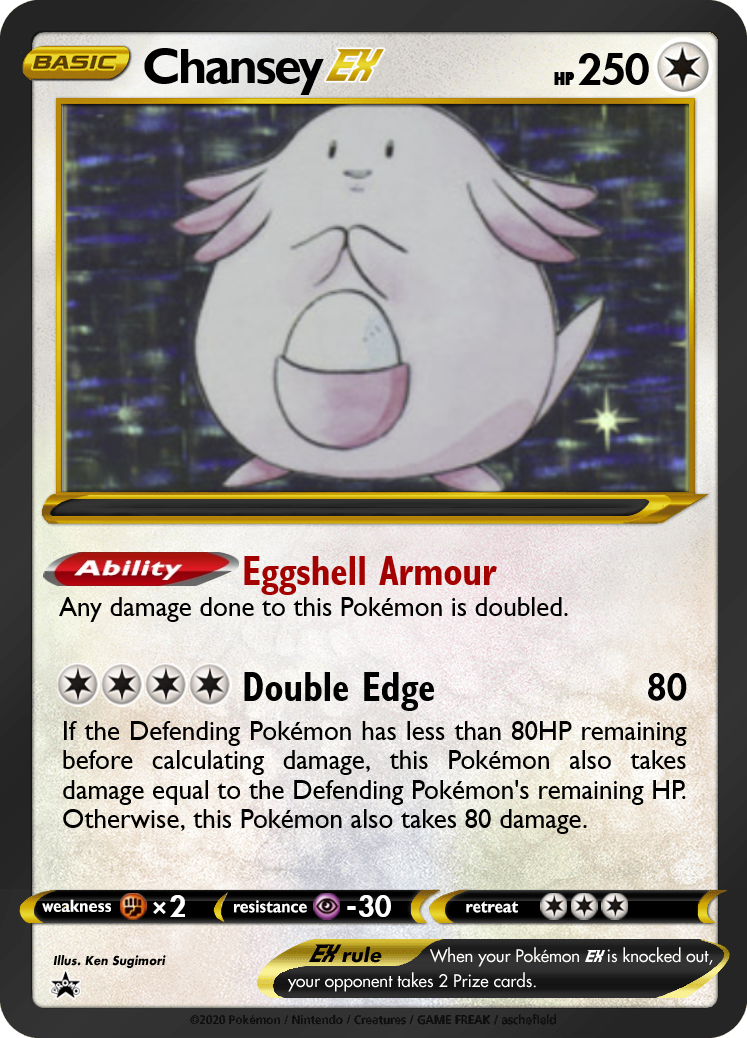 BASIC Chansey EX HP 250
Ability Eggshell Armour
Any damage done to this Pokémon is doubled.
Double Edge 80
If the Defending Pokémon has less than 80HP remaining
before calculating damage, this Pokémon also takes
damage equal to the Defending Pokémon's remaining HP.
Otherwise, this Pokémon also takes 80 damage.
weakness ×2 resistance -30 retreat
Illus. Ken Sugimori
EX rule When your Pokémon EX is knocked out,
your opponent takes 2 Prize cards.
PROMO
©2020 Pokémon / Nintendo / Creatures / GAME FREAK / aschefield